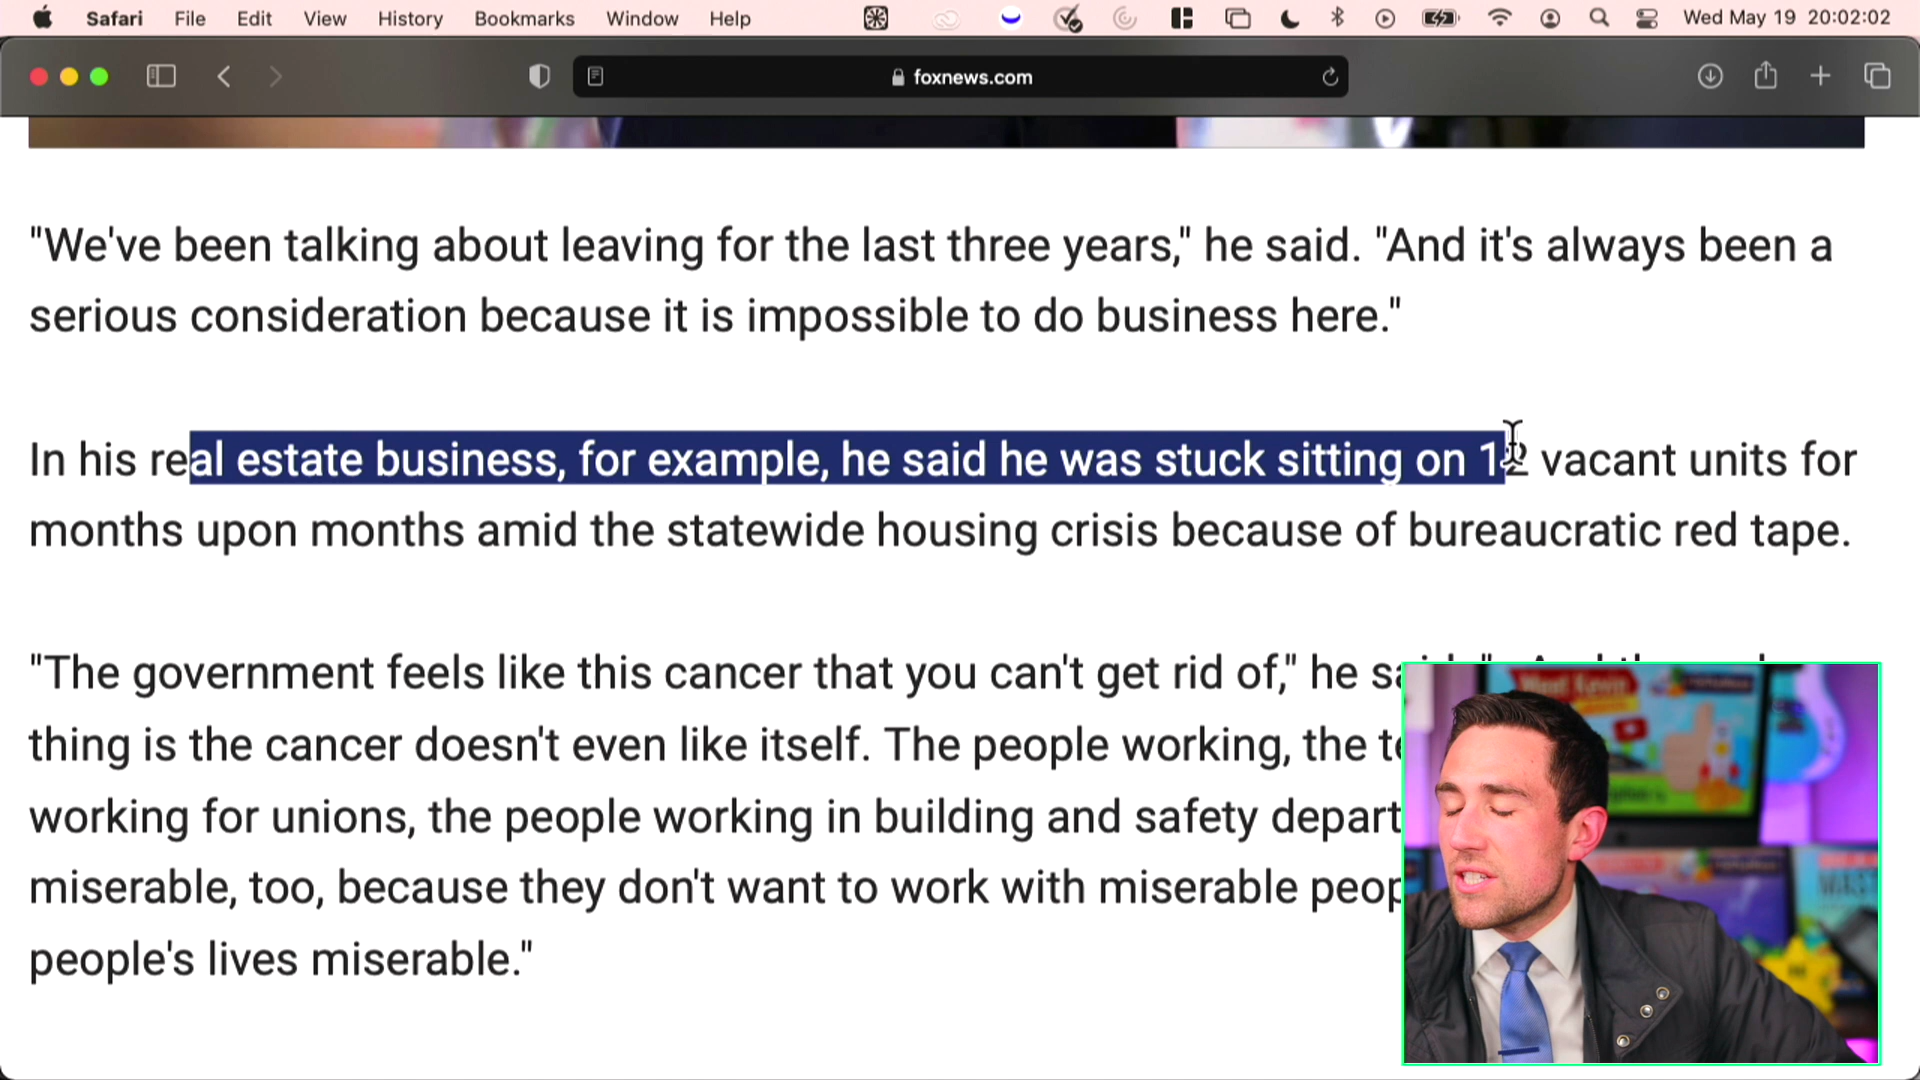 Safari File Edit View History Bookmarks Window Help Wed May 19 20:02:02
foxnews.com
"We've been talking about leaving for the last three years," he said. "And it's always been a
serious consideration because it is impossible to do business here."
In his real estate business, for example, he said he was stuck sitting on 12 vacant units for
months upon months amid the statewide housing crisis because of bureaucratic red tape.
"The government feels like this cancer that you can't get rid of," he
thing is the cancer doesn't even like itself. The people working, the
working for unions, the people working in building and safety
miserable, too, because they don't want to work with miserable
people's lives miserable."
Meet Kevin